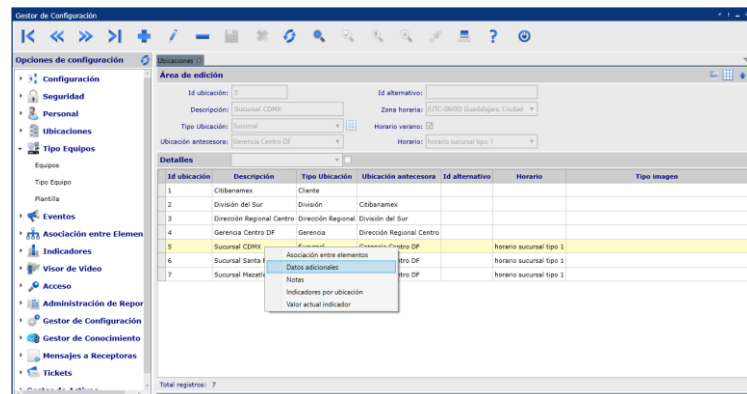 Gestor de Configuración
Opciones de configuración
Configuración
Seguridad
Personal
Ubicaciones
Tipo Equipos
Equipos
Tipo Equipo
Plantilla
Eventos
Asociación entre Elemen
Indicadores
Visor de Video
Acceso
Administración de Repor
Gestor de Configuración
Gestor de Conocimiento
Mensajes a Receptoras
Tickets
Ubicaciones
Área de edición
Id ubicación: 5 Id alternativo:
Descripción: Sucursal CDMX Zona horaria: (UTC-06:00) Guadalajara, Ciudad
Tipo Ubicación: Sucursal Horario verano:
Ubicación antecesora: Gerencia Centro DF Horario: horario sucursal tipo 1
Detalles
Id ubicación Descripción Tipo Ubicación Ubicación antecesora Id alternativo Horario Tipo imagen
1 Citibanamex Cliente
2 División del Sur División Citibanamex
3 Dirección Regional Centro Dirección Regional División del Sur
4 Gerencia Centro DF Gerencia Dirección Regional Centro
5 Sucursal CDMX Sucursal Gerencia Centro DF horario sucursal tipo 1
6 Sucursal Santa tro DF horario sucursal tipo 1
7 Sucursal Mazatl tro DF horario sucursal tipo 1
Asociación entre elementos
Datos adicionales
Notas
Indicadores por ubicación
Valor actual indicador
Total registros: 7